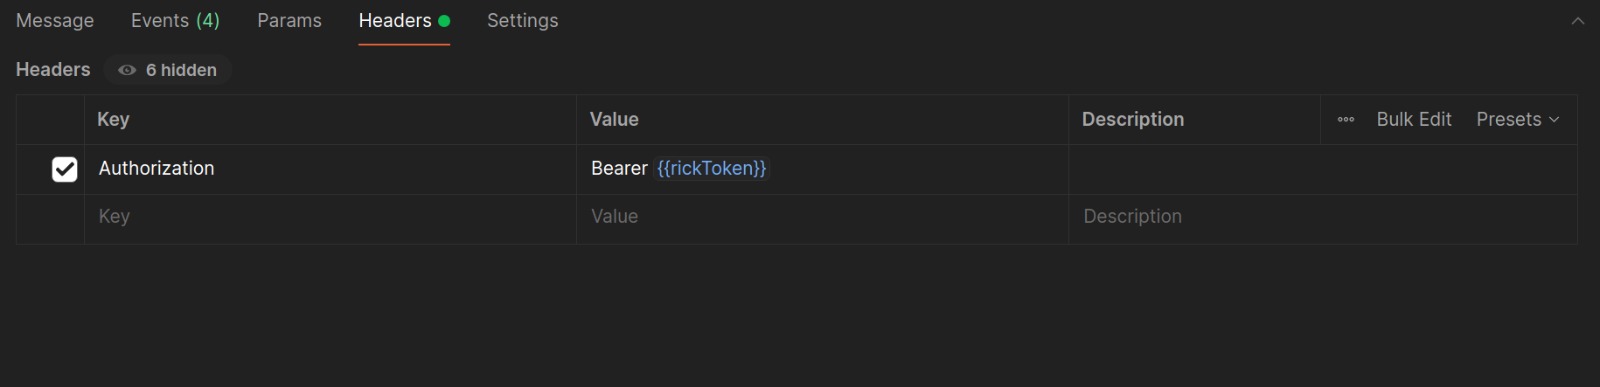 Message Events (4) Params Headers Settings
Headers 6 hidden
Key Value Description ooo Bulk Edit Presets
Authorization Bearer {{rickToken}}
Key Value Description